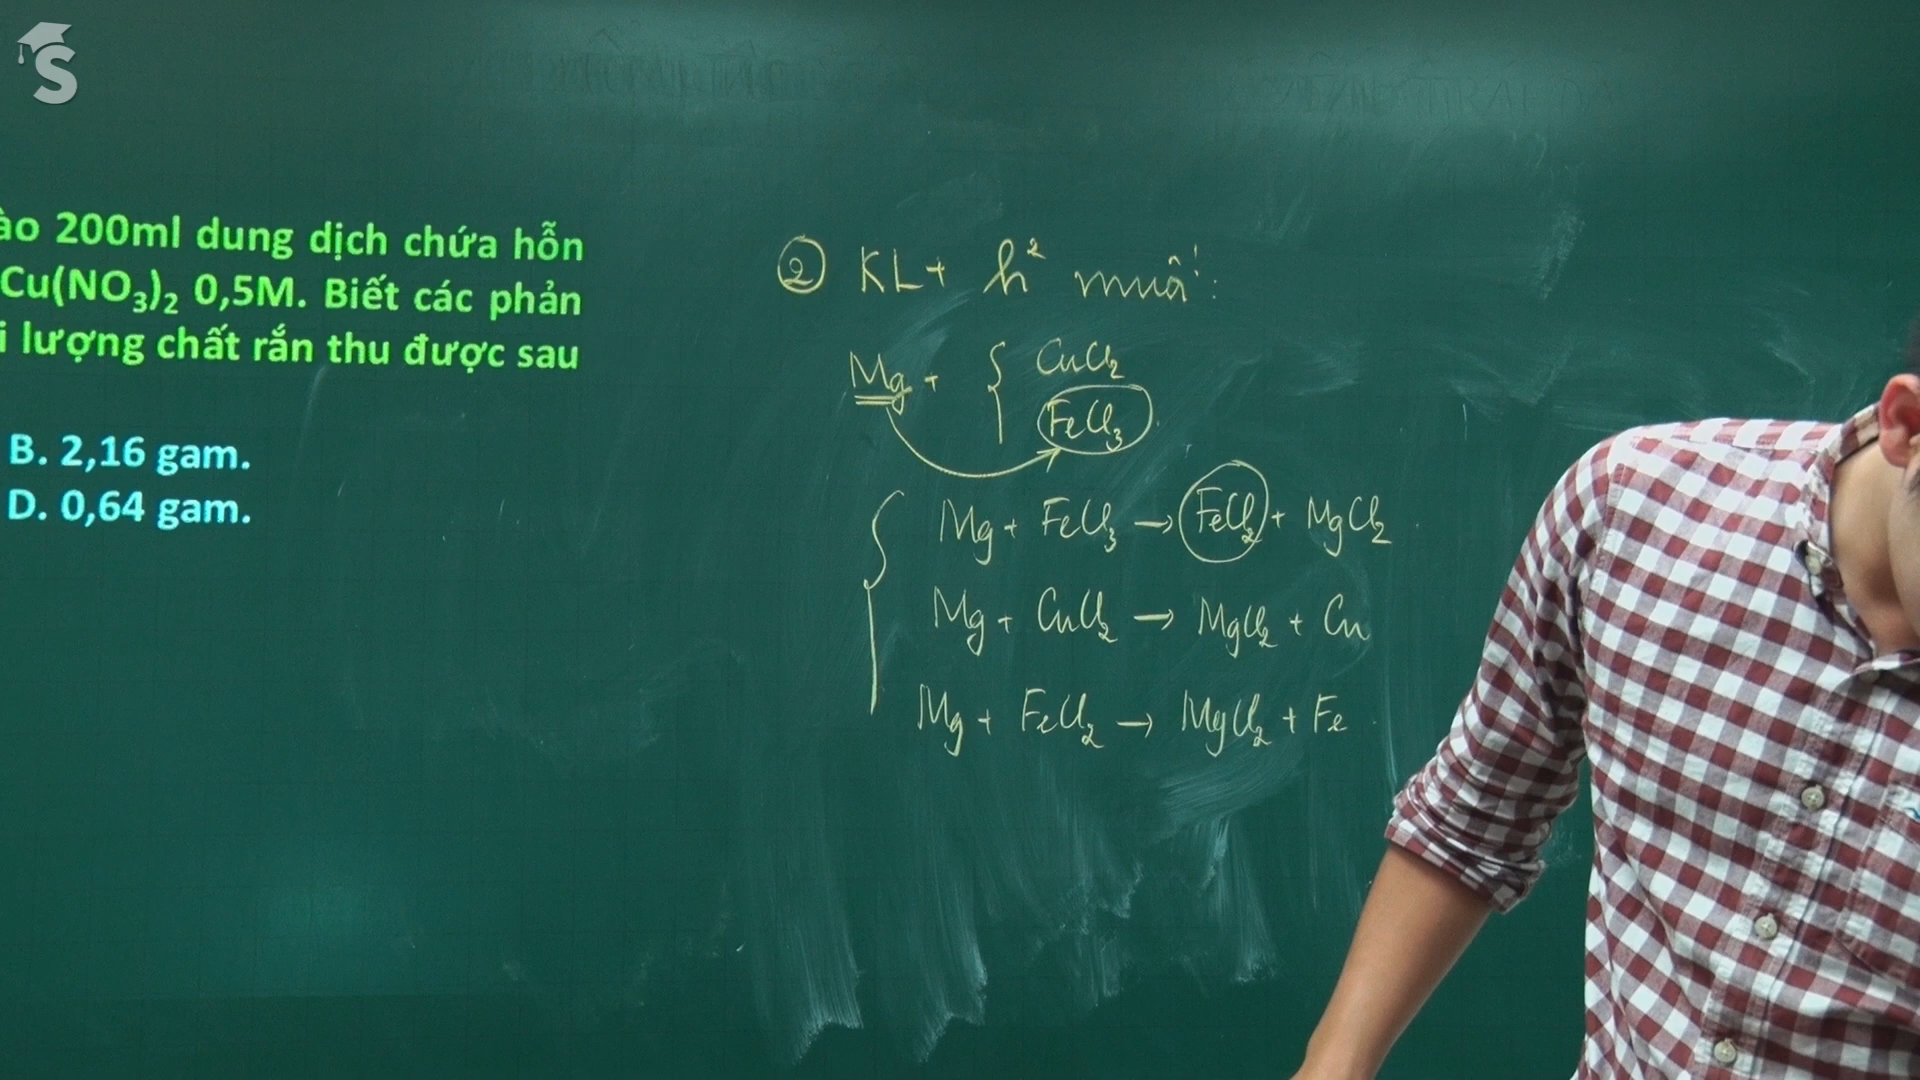 S
ào 200ml dung dịch chứa hỗn
Cu(NO₃)₂ 0,5M. Biết các phản
i lượng chất rắn thu được sau
B. 2,16 gam.
D. 0,64 gam.
② KL + h² muối:
Mg + { CuCl₂
FeCl₃
Mg + FeCl₃ → FeCl₂ + MgCl₂
Mg + CuCl₂ → MgCl₂ + Cu
Mg + FeCl₂ → MgCl₂ + Fe